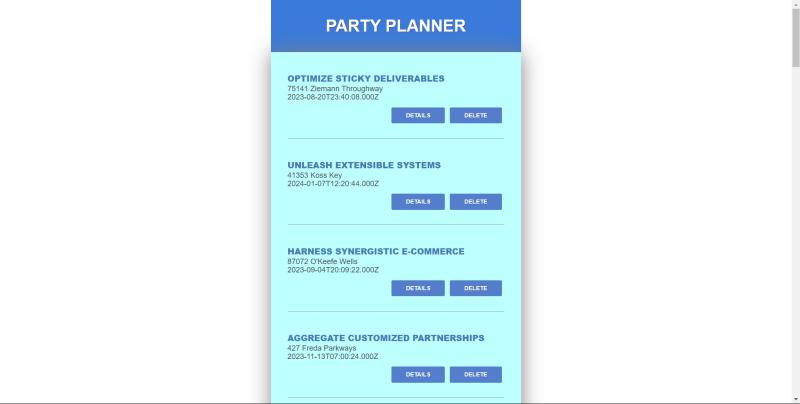 PARTY PLANNER
OPTIMIZE STICKY DELIVERABLES
75141 Ziemann Throughway
2023-08-20T23:40:08.000Z
DETAILS DELETE
UNLEASH EXTENSIBLE SYSTEMS
41353 Koss Key
2024-01-07T12:20:44.000Z
DETAILS DELETE
HARNESS SYNERGISTIC E-COMMERCE
87072 O'Keefe Wells
2023-09-04T20:09:22.000Z
DETAILS DELETE
AGGREGATE CUSTOMIZED PARTNERSHIPS
427 Freda Parkways
2023-11-13T07:00:24.000Z
DETAILS DELETE